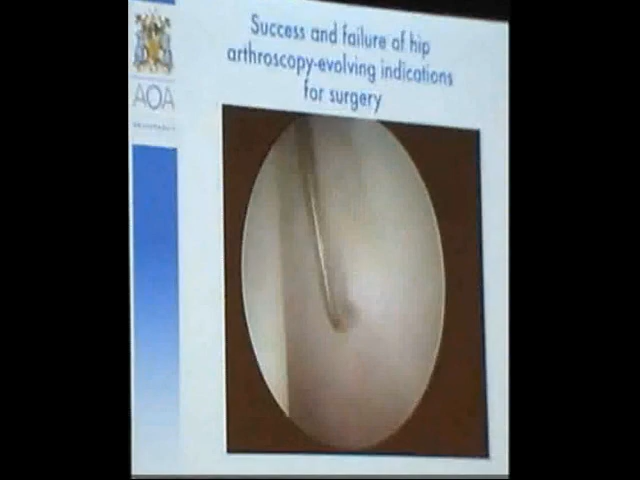 Success and failure of hip
arthroscopy-evolving indications
for surgery
AOA